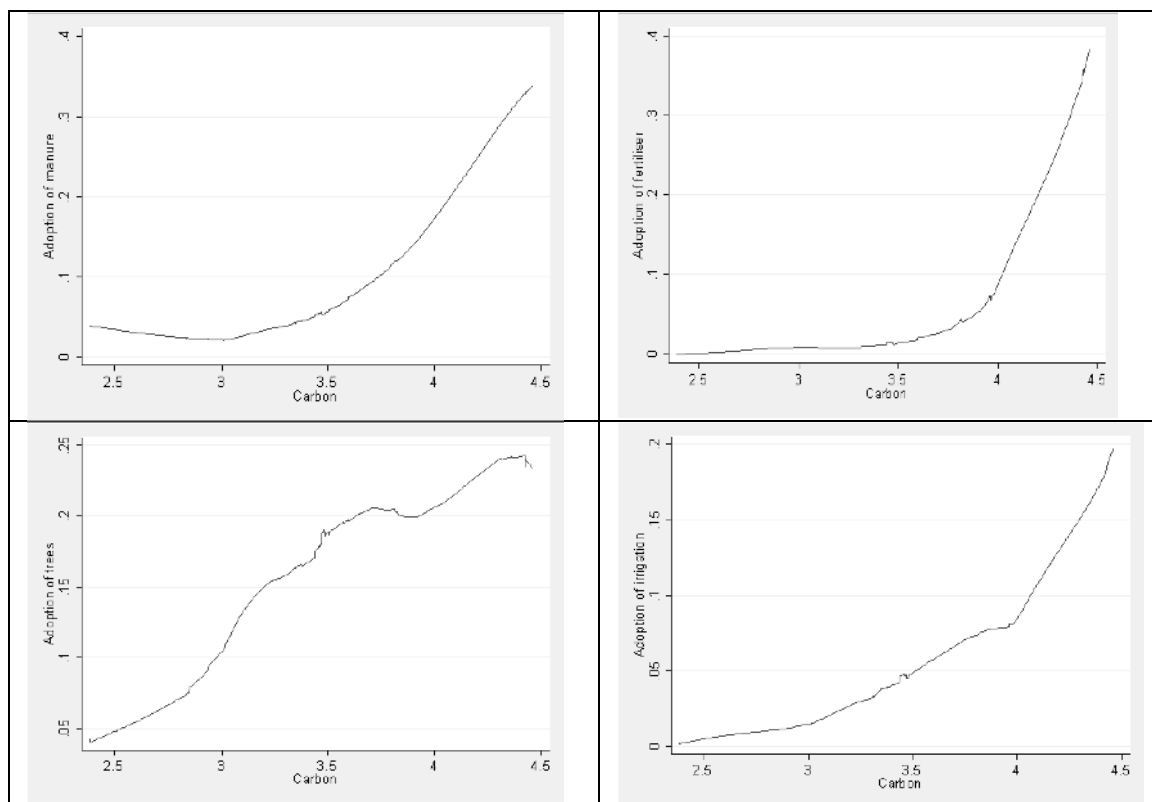 .4
.3
.2
.1
0
Adoption of manure
2.5 3 3.5 4 4.5
Carbon
.4
.3
.2
.1
0
Adoption of fertiliser
2.5 3 3.5 4 4.5
Carbon
.25
.2
.15
.1
.05
Adoption of trees
2.5 3 3.5 4 4.5
Carbon
.2
.15
.1
.05
0
Adoption of irrigation
2.5 3 3.5 4 4.5
Carbon